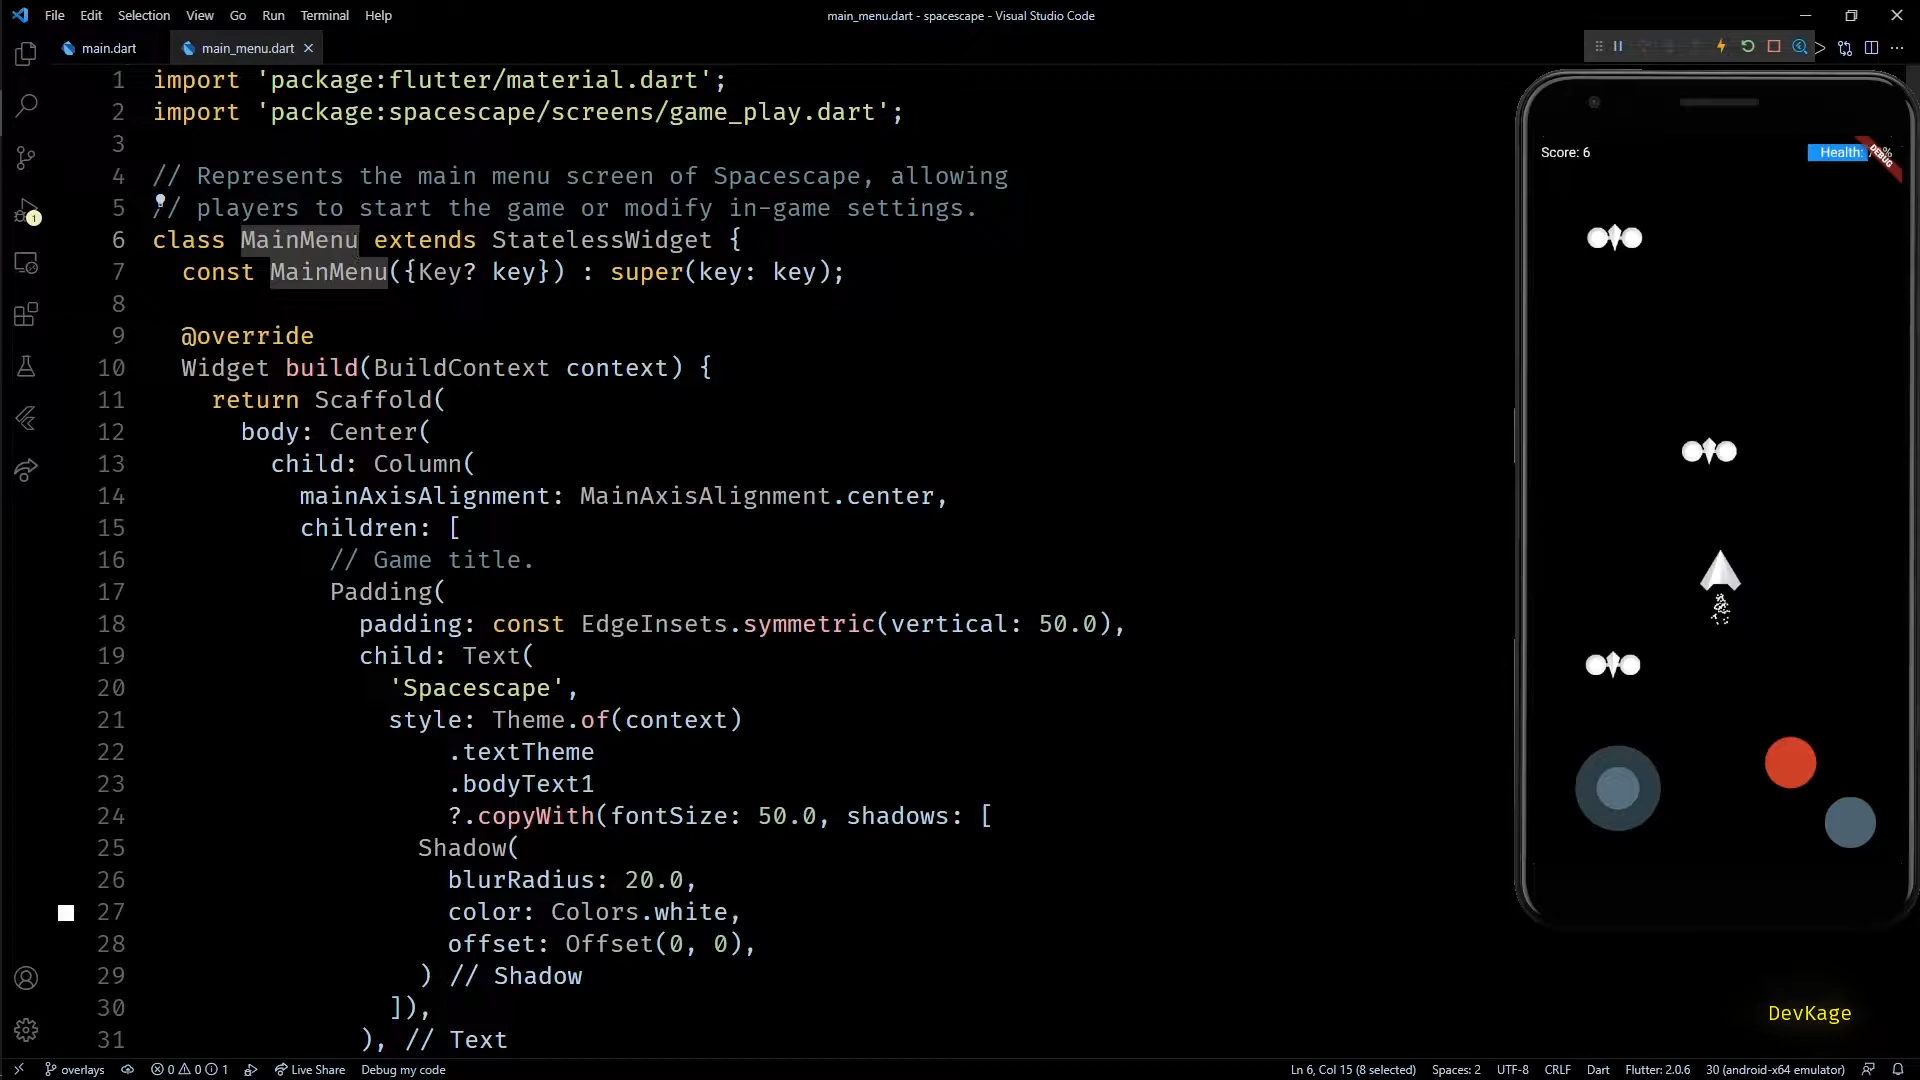 File Edit Selection View Go Run Terminal Help
main_menu.dart - spacescape - Visual Studio Code
main.dart
main_menu.dart
1 import 'package:flutter/material.dart';
2 import 'package:spacescape/screens/game_play.dart';
3
4 // Represents the main menu screen of Spacescape, allowing
5 // players to start the game or modify in-game settings.
6 class MainMenu extends StatelessWidget {
7 const MainMenu({Key? key}) : super(key: key);
8
9 @override
10 Widget build(BuildContext context) {
11 return Scaffold(
12 body: Center(
13 child: Column(
14 mainAxisAlignment: MainAxisAlignment.center,
15 children: [
16 // Game title.
17 Padding(
18 padding: const EdgeInsets.symmetric(vertical: 50.0),
19 child: Text(
20 'Spacescape',
21 style: Theme.of(context)
22 .textTheme
23 .bodyText1
24 ?.copyWith(fontSize: 50.0, shadows: [
25 Shadow(
26 blurRadius: 20.0,
27 color: Colors.white,
28 offset: Offset(0, 0),
29 ) // Shadow
30 ]),
31 ), // Text
1
Score: 6
Health:
DEBUG
DevKage
overlays 0 0 1 Live Share Debug my code
Ln 6, Col 15 (8 selected) Spaces: 2 UTF-8 CRLF Dart Flutter: 2.0.6 30 (android-x64 emulator)